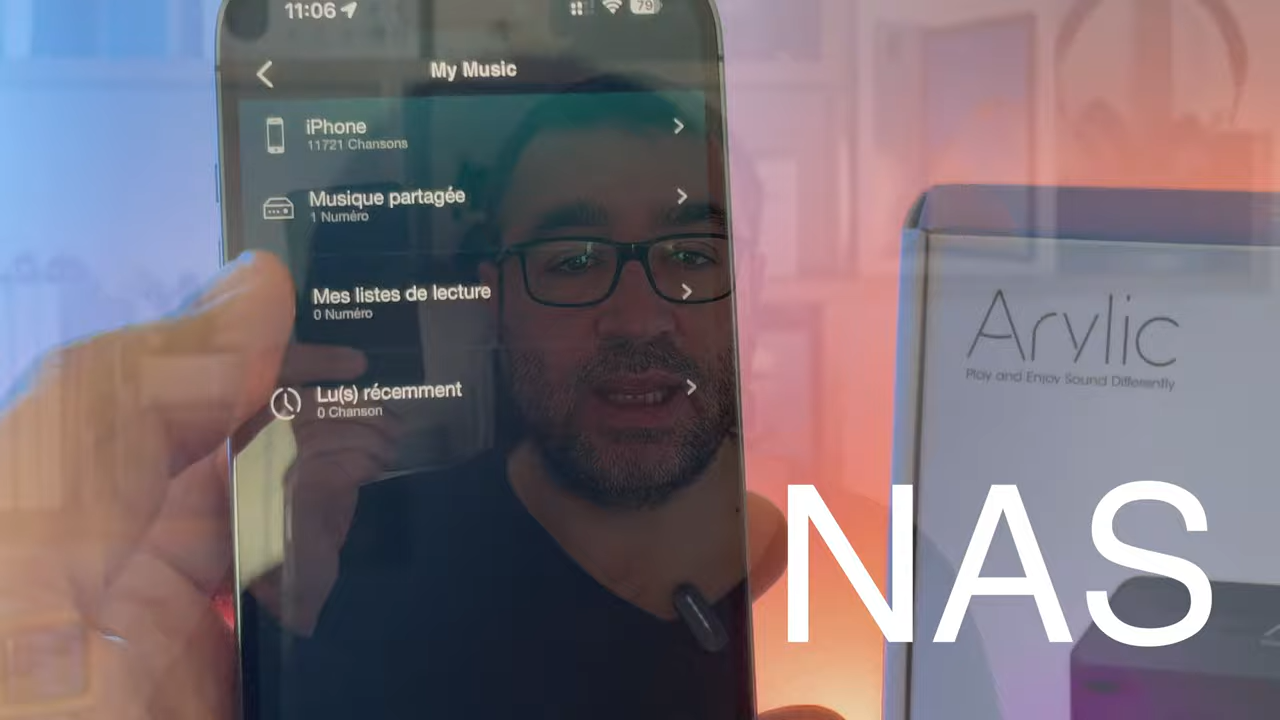 11:06
79
My Music
iPhone
11721 Chansons
Musique partagée
1 Numéro
Mes listes de lecture
0 Numéro
Lu(s) récemment
0 Chanson
Arylic
Play and Enjoy Sound Differently
NAS